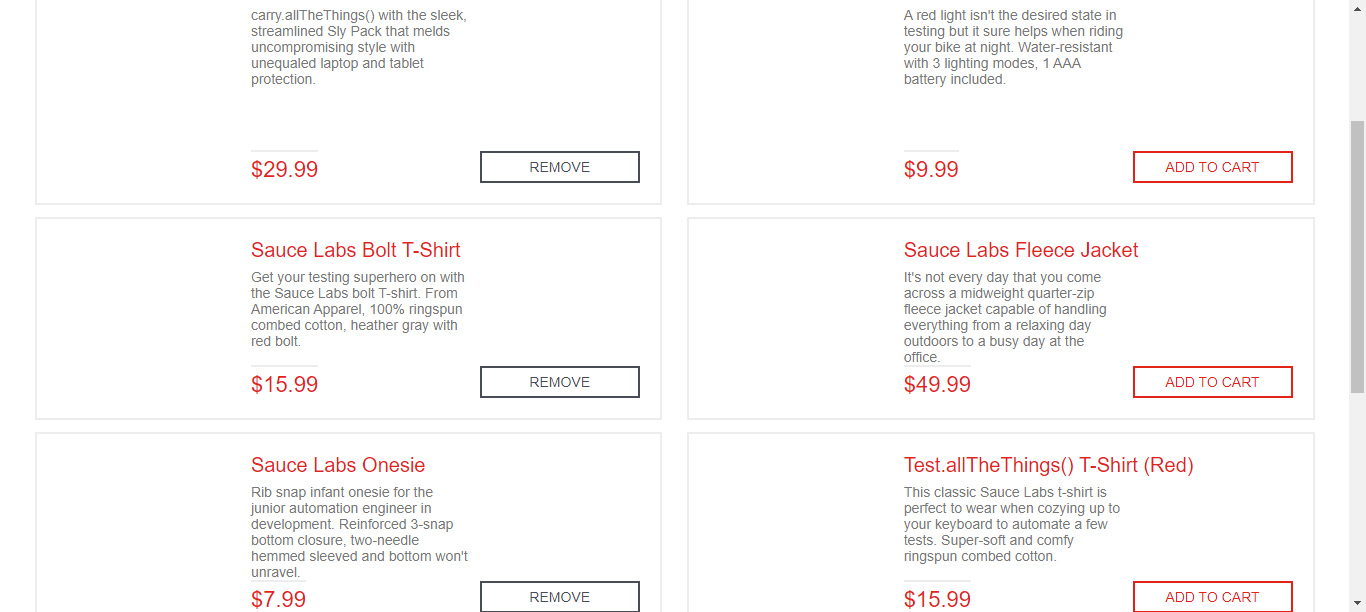 carry.allTheThings() with the sleek,
streamlined Sly Pack that melds
uncompromising style with
unequaled laptop and tablet
protection.
$29.99
REMOVE
A red light isn't the desired state in
testing but it sure helps when riding
your bike at night. Water-resistant
with 3 lighting modes, 1 AAA
battery included.
$9.99
ADD TO CART
Sauce Labs Bolt T-Shirt
Get your testing superhero on with
the Sauce Labs bolt T-shirt. From
American Apparel, 100% ringspun
combed cotton, heather gray with
red bolt.
$15.99
REMOVE
Sauce Labs Fleece Jacket
It's not every day that you come
across a midweight quarter-zip
fleece jacket capable of handling
everything from a relaxing day
outdoors to a busy day at the
office.
$49.99
ADD TO CART
Sauce Labs Onesie
Rib snap infant onesie for the
junior automation engineer in
development. Reinforced 3-snap
bottom closure, two-needle
hemmed sleeved and bottom won't
unravel.
$7.99
REMOVE
Test.allTheThings() T-Shirt (Red)
This classic Sauce Labs t-shirt is
perfect to wear when cozying up to
your keyboard to automate a few
tests. Super-soft and comfy
ringspun combed cotton.
$15.99
ADD TO CART